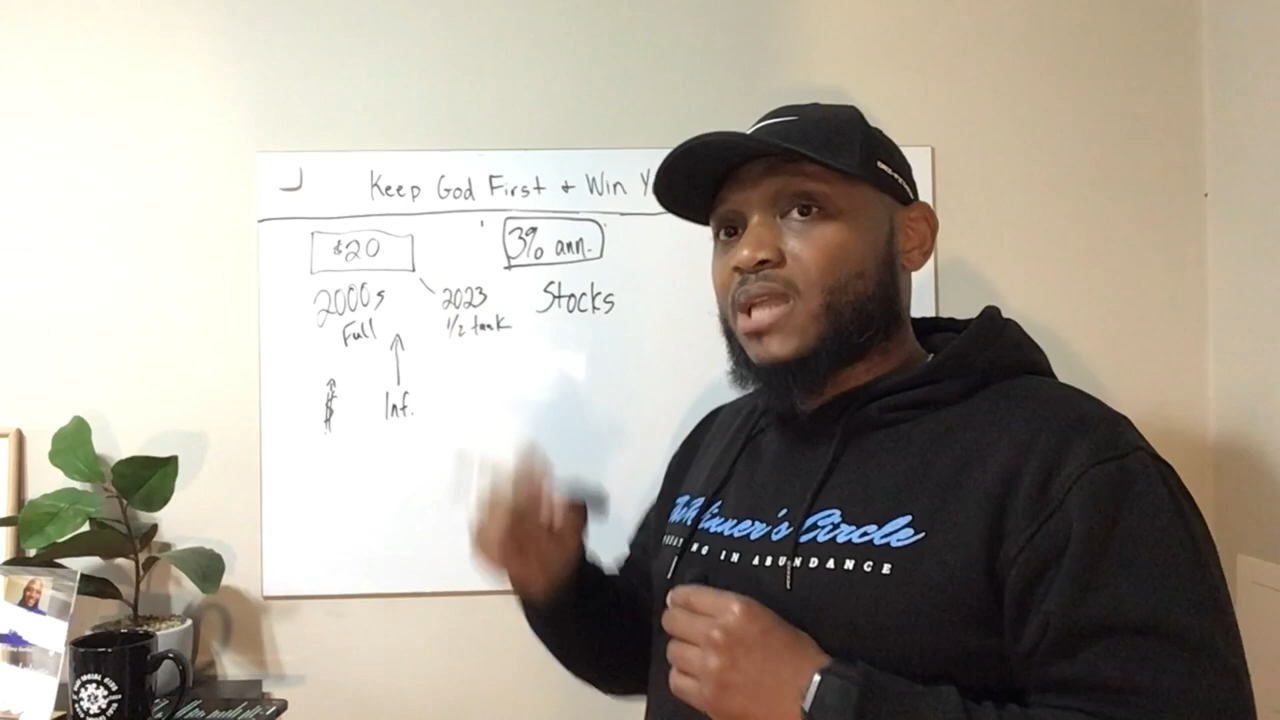 Keep God First + Win Y
$20
3% ann.
2000s
2023
Stocks
Full
1/2 tank
$
Inf.
Winner's Circle
IN ABUNDANCE